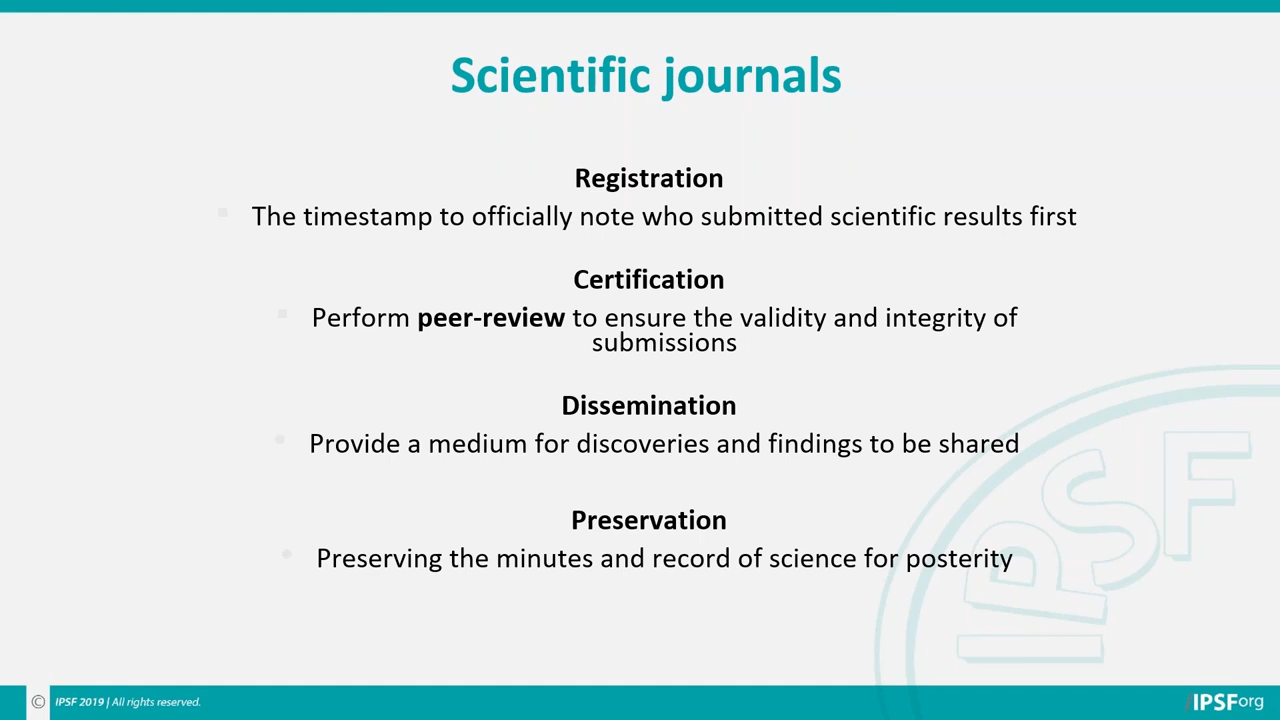 Scientific journals
Registration
The timestamp to officially note who submitted scientific results first
Certification
Perform peer-review to ensure the validity and integrity of
submissions
Dissemination
Provide a medium for discoveries and findings to be shared
Preservation
Preserving the minutes and record of science for posterity
IPSF
© IPSF 2019 | All rights reserved.
/IPSForg